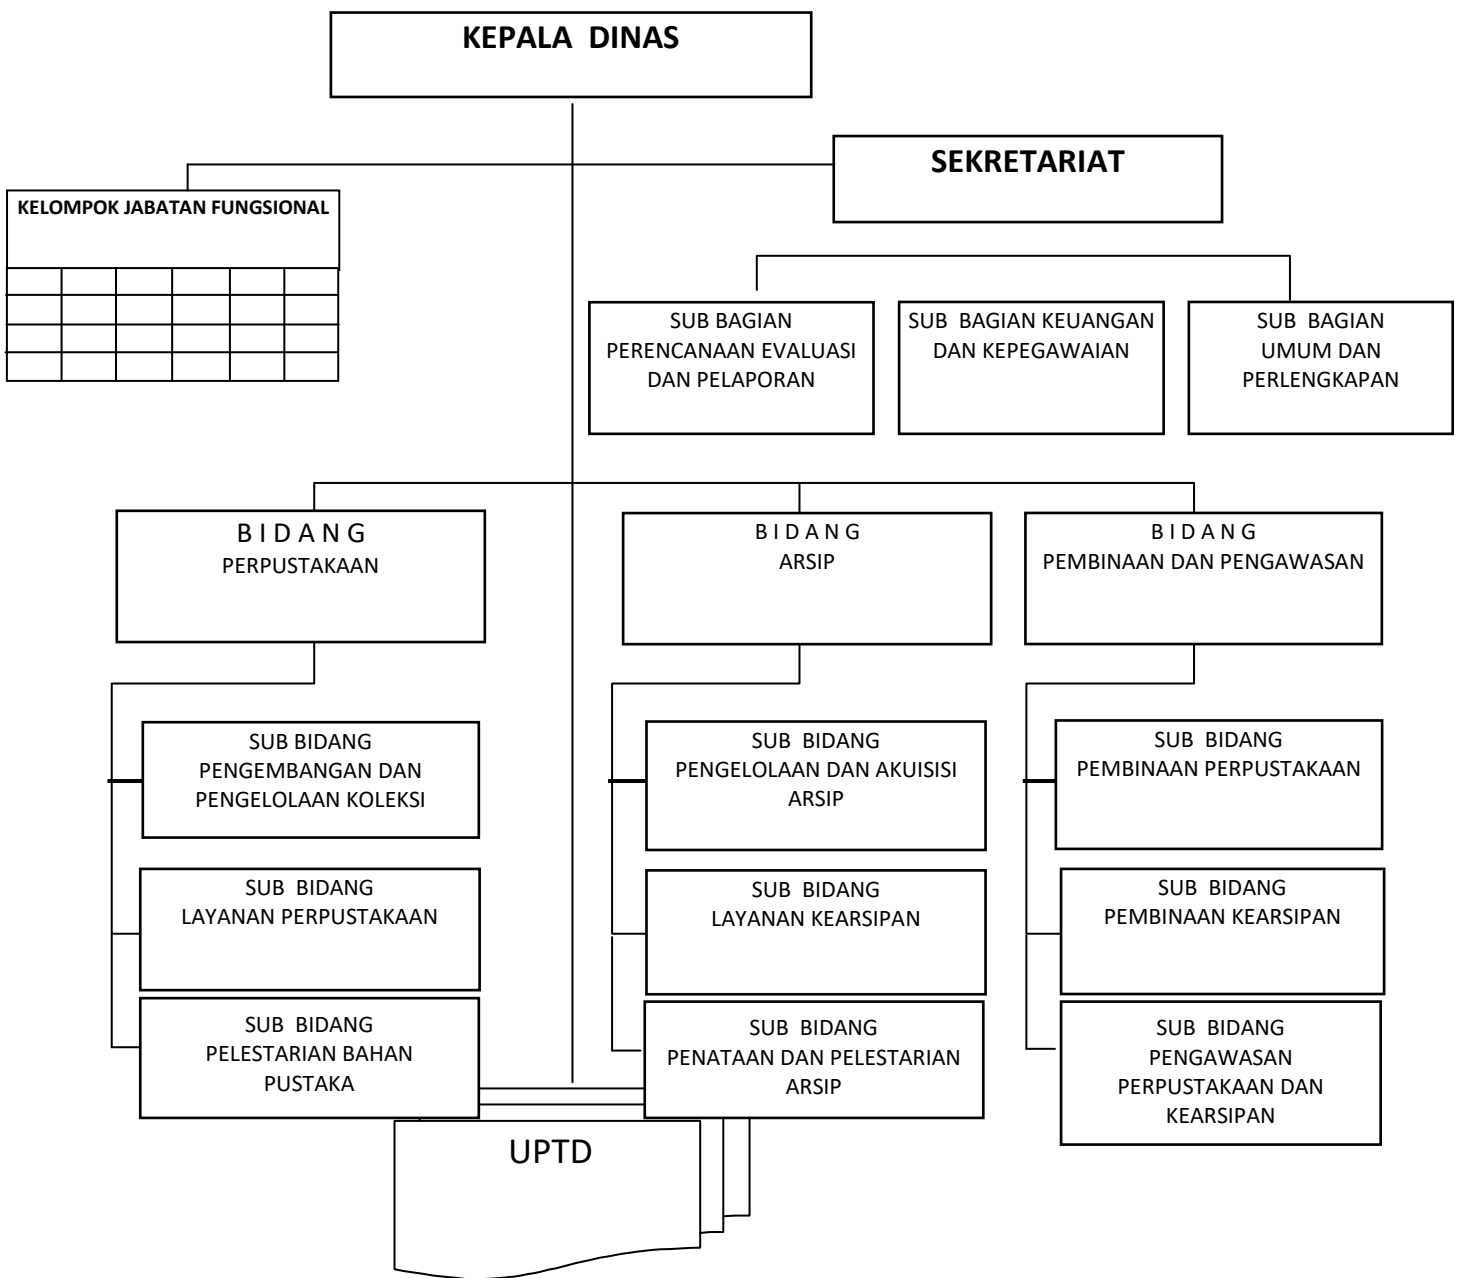 KEPALA DINAS
SEKRETARIAT
KELOMPOK JABATAN FUNGSIONAL
SUB BAGIAN
PERENCANAAN EVALUASI
DAN PELAPORAN
SUB BAGIAN KEUANGAN
DAN KEPEGAWAIAN
SUB BAGIAN
UMUM DAN
PERLENGKAPAN
B I D A N G
PERPUSTAKAAN
B I D A N G
ARSIP
B I D A N G
PEMBINAAN DAN PENGAWASAN
SUB BIDANG
PENGEMBANGAN DAN
PENGELOLAAN KOLEKSI
SUB BIDANG
PENGELOLAAN DAN AKUISISI
ARSIP
SUB BIDANG
PEMBINAAN PERPUSTAKAAN
SUB BIDANG
LAYANAN PERPUSTAKAAN
SUB BIDANG
LAYANAN KEARSIPAN
SUB BIDANG
PEMBINAAN KEARSIPAN
SUB BIDANG
PELESTARIAN BAHAN
PUSTAKA
SUB BIDANG
PENATAAN DAN PELESTARIAN
ARSIP
SUB BIDANG
PENGAWASAN
PERPUSTAKAAN DAN
KEARSIPAN
UPTD